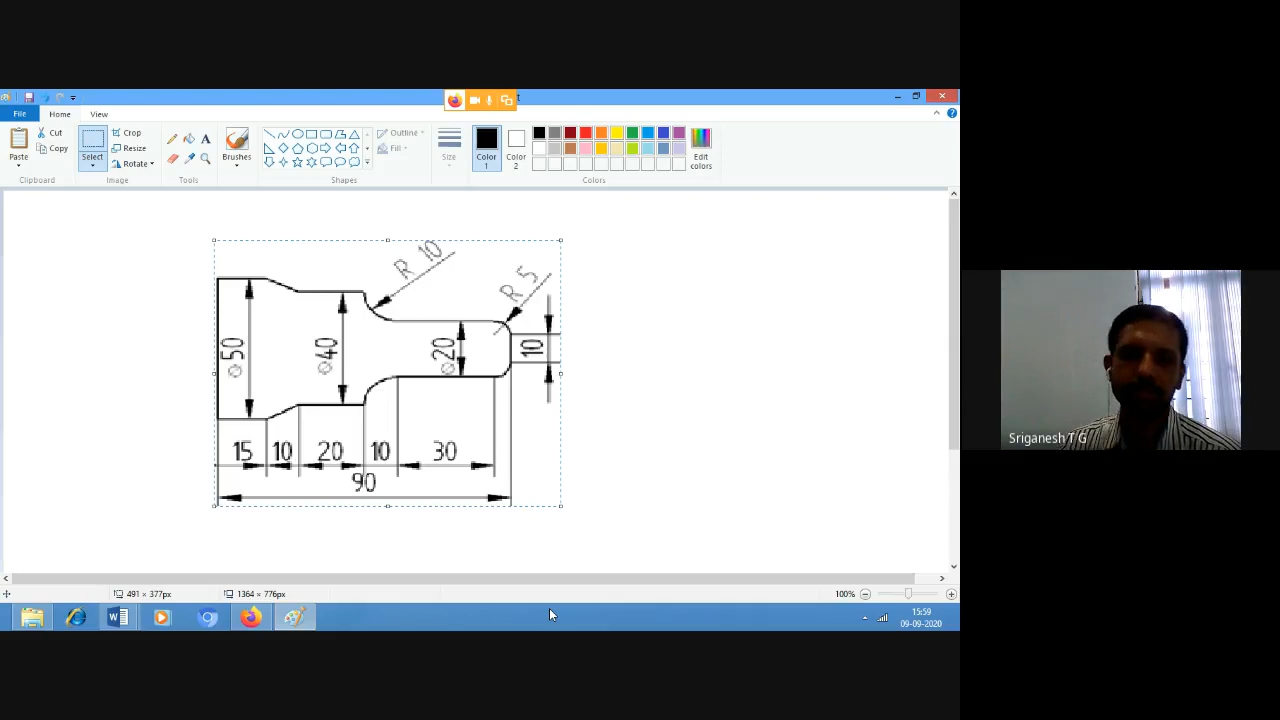 t
File
Home
View
Paste
Cut
Copy
Clipboard
Select
Crop
Resize
Rotate
Image
A
Tools
Brushes
Shapes
Outline
Fill
Size
Color
1
Color
2
Edit
colors
Colors
R 10
R 5
⌀50
⌀40
⌀20
10
15
10
20
10
30
90
491 × 377px
1364 × 776px
100%
15:59
09-09-2020
Sriganesh T G